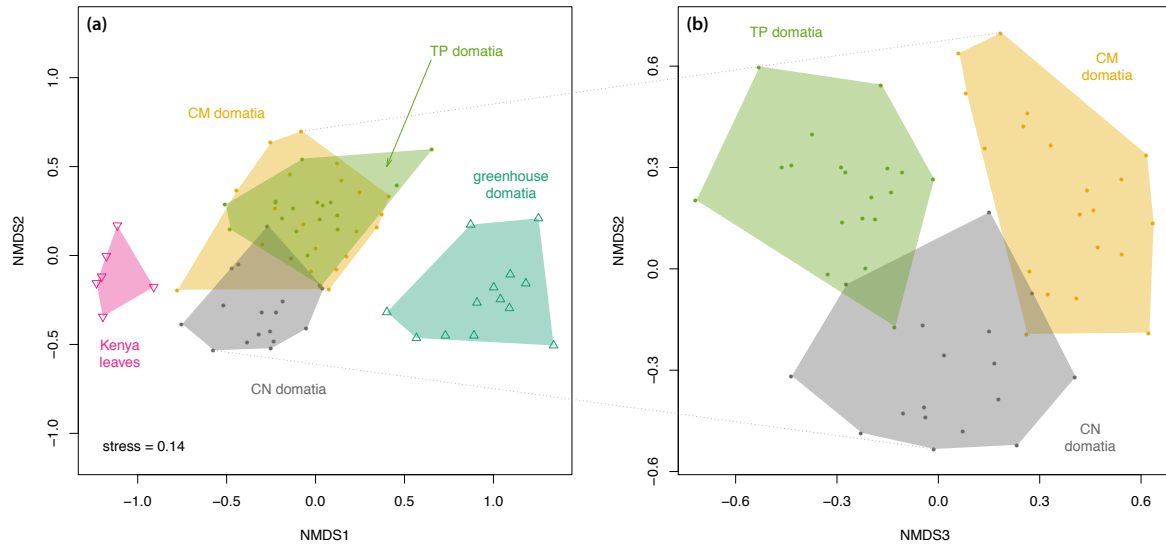 (a)
TP domatia
CM domatia
greenhouse
domatia
Kenya
leaves
CN domatia
stress = 0.14
NMDS2
1.0
0.5
0.0
−0.5
−1.0
−1.0
−0.5
0.0
0.5
1.0
NMDS1
(b)
TP domatia
CM
domatia
CN
domatia
NMDS2
0.6
0.3
0.0
−0.3
−0.6
−0.6
−0.3
0.0
0.3
0.6
NMDS3